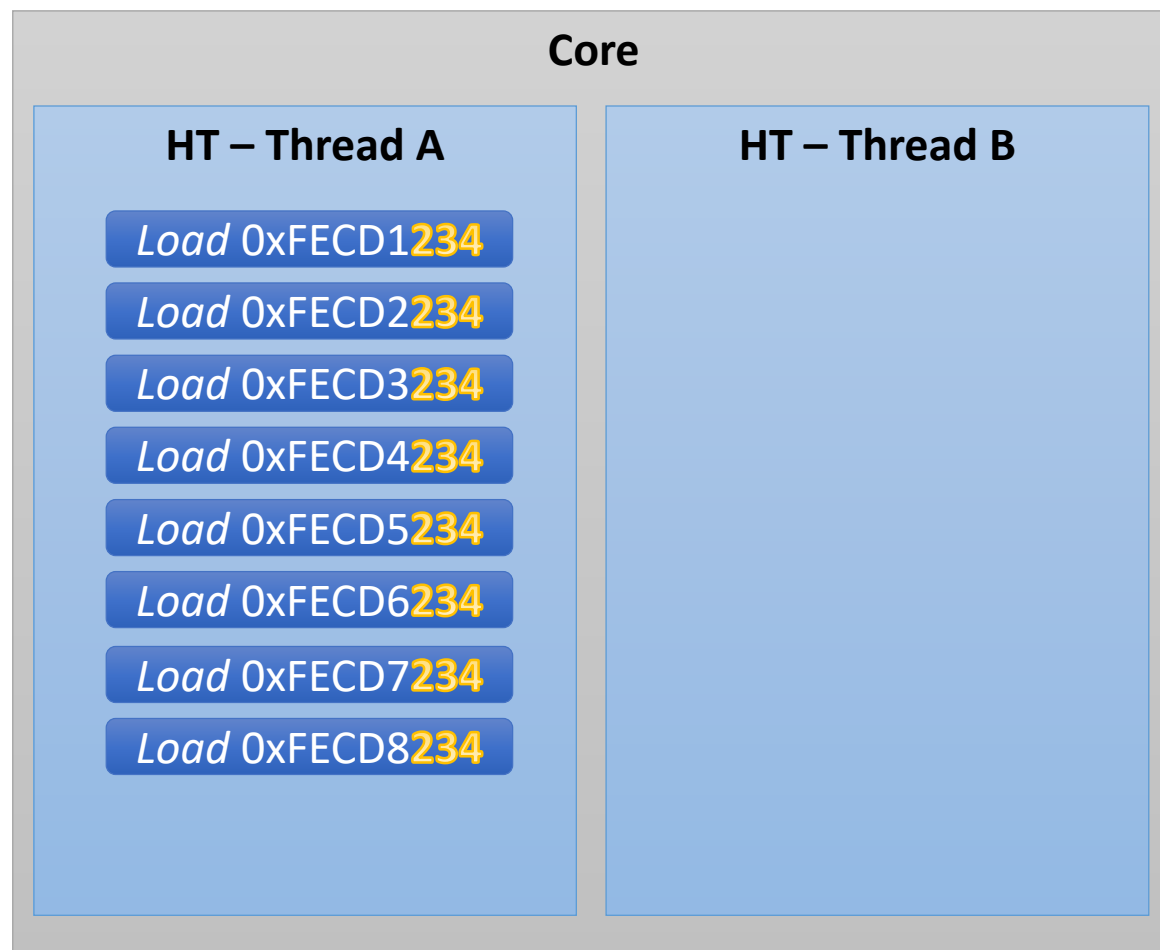 Core
HT – Thread A
Load 0xFECD1234
Load 0xFECD2234
Load 0xFECD3234
Load 0xFECD4234
Load 0xFECD5234
Load 0xFECD6234
Load 0xFECD7234
Load 0xFECD8234
HT – Thread B